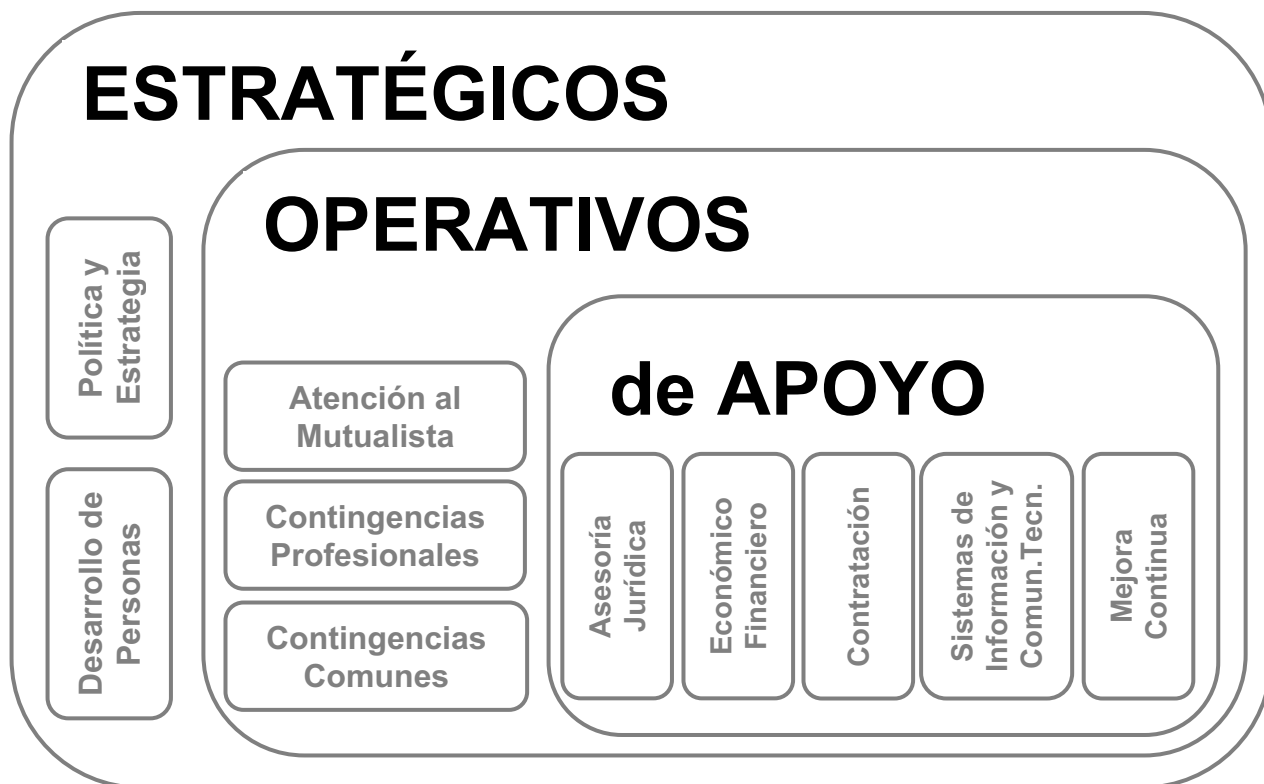 ESTRATÉGICOS
Política y
Estrategia
Desarrollo de
Personas
OPERATIVOS
Atención al
Mutualista
Contingencias
Profesionales
Contingencias
Comunes
de APOYO
Asesoría
Jurídica
Económico
Financiero
Contratación
Sistemas de
Información y
Comun.Tecn.
Mejora
Continua